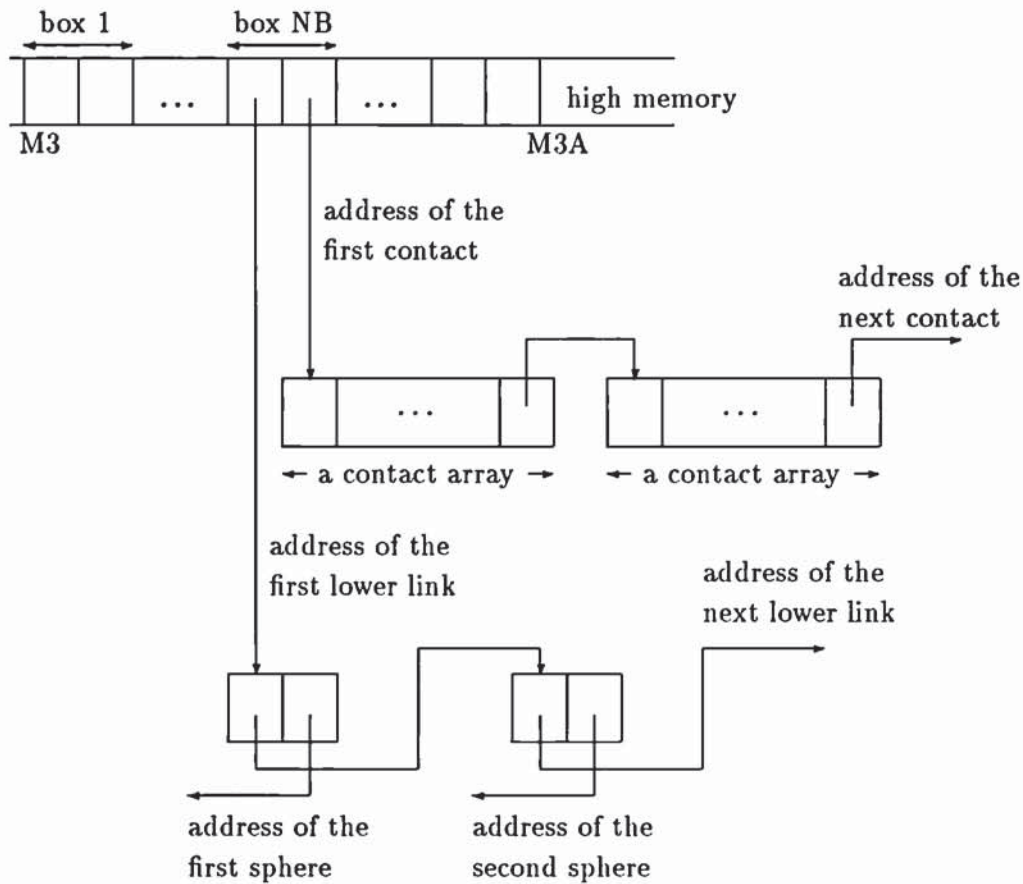 box 1
box NB
...
...
high memory
M3
M3A
address of the
first contact
address of the
next contact
...
...
a contact array
a contact array
address of the
first lower link
address of the
next lower link
address of the
first sphere
address of the
second sphere